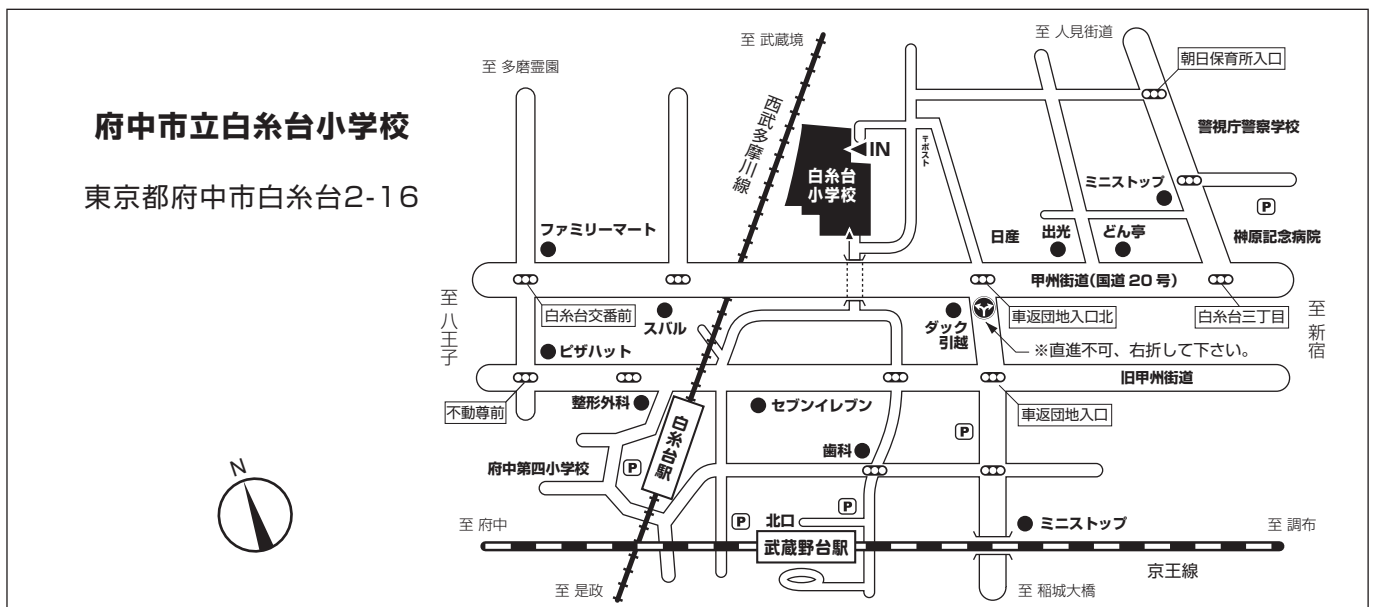 府中市立白糸台小学校
東京都府中市白糸台2-16
至 武蔵境
至 人見街道
至 多磨霊園
朝日保育所入口
西武多摩川線
警視庁警察学校
IN
〒ポスト
白糸台
小学校
ミニストップ
P
ファミリーマート
日産
出光
どん亭
榊原記念病院
甲州街道(国道 20 号)
至 八王子
白糸台交番前
スバル
ダック
引越
車返団地入口北
白糸台三丁目
至 新宿
ピザハット
※直進不可、右折して下さい。
旧甲州街道
不動尊前
整形外科
セブンイレブン
車返団地入口
白糸台駅
P
歯科
府中第四小学校
P
N
P
至 府中
P
北口
ミニストップ
至 調布
武蔵野台駅
京王線
至 是政
至 稲城大橋